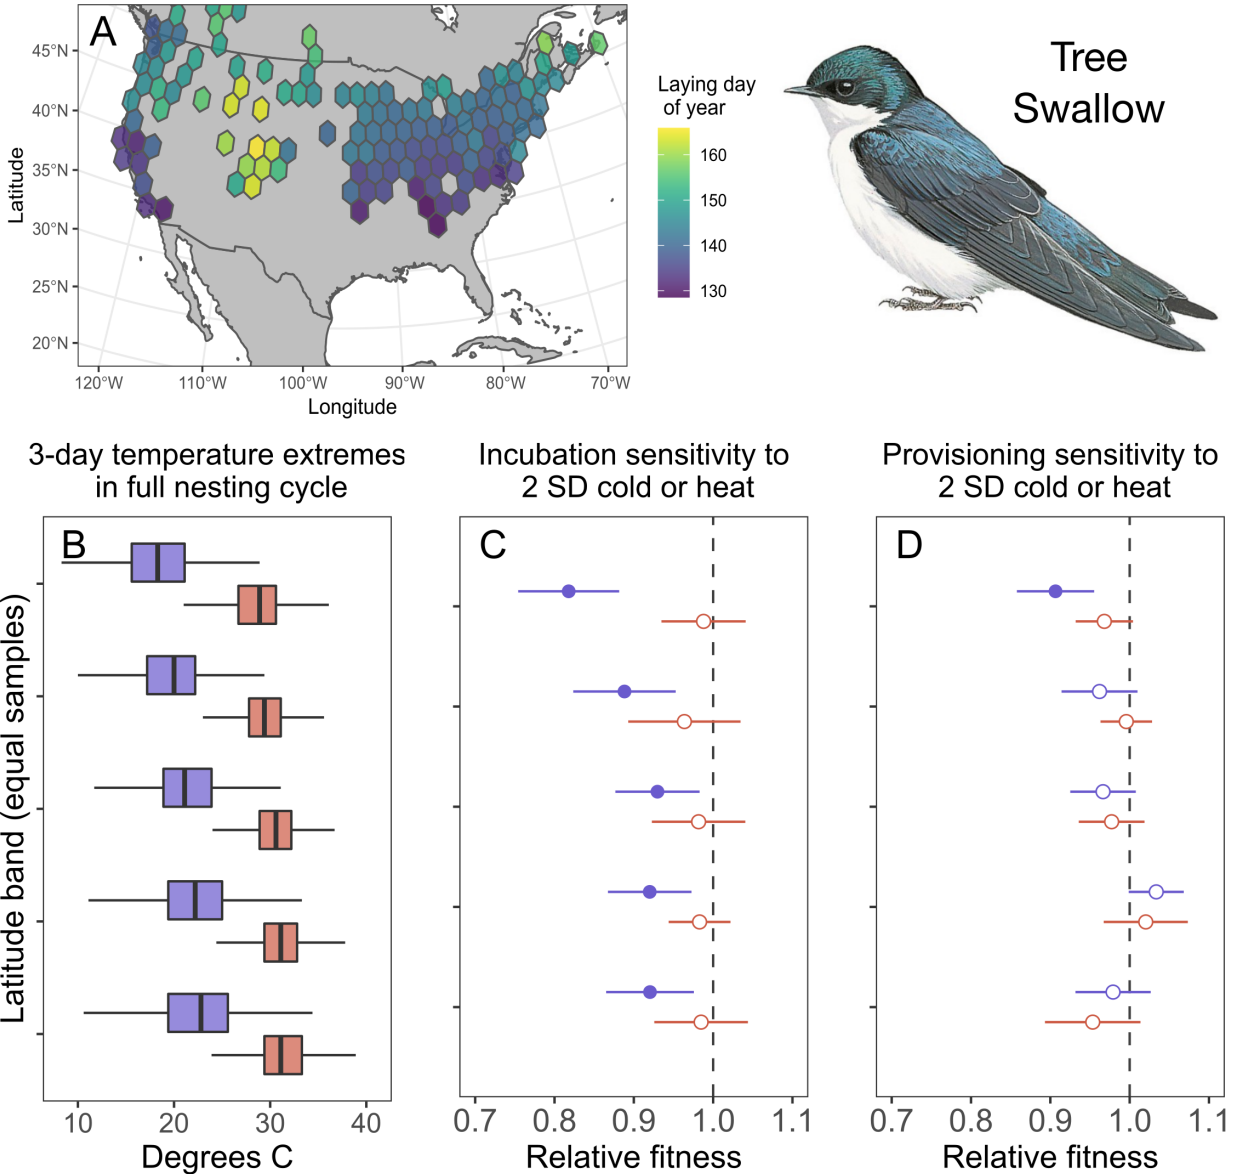 A
45°N
40°N
35°N
30°N
25°N
20°N
Latitude
120°W 110°W 100°W 90°W 80°W 70°W
Longitude
Laying day
of year
160
150
140
130
Tree
Swallow
3-day temperature extremes
in full nesting cycle
Incubation sensitivity to
2 SD cold or heat
Provisioning sensitivity to
2 SD cold or heat
B
C
D
Latitude band (equal samples)
10 20 30 40
Degrees C
0.7 0.8 0.9 1.0 1.1
Relative fitness
0.7 0.8 0.9 1.0 1.1
Relative fitness